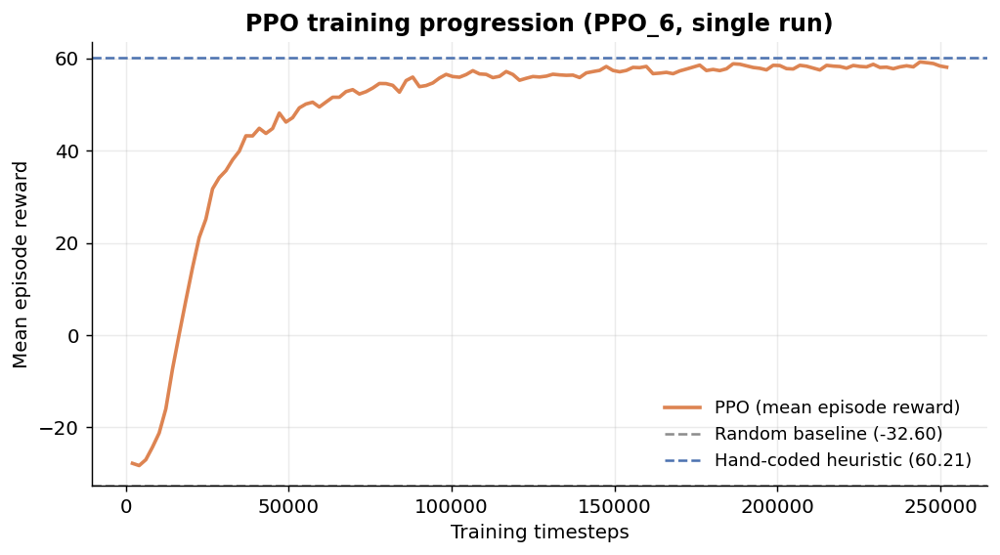 PPO training progression (PPO_6, single run)
60
40
20
0
−20
Mean episode reward
PPO (mean episode reward)
Random baseline (-32.60)
Hand-coded heuristic (60.21)
0 50000 100000 150000 200000 250000
Training timesteps